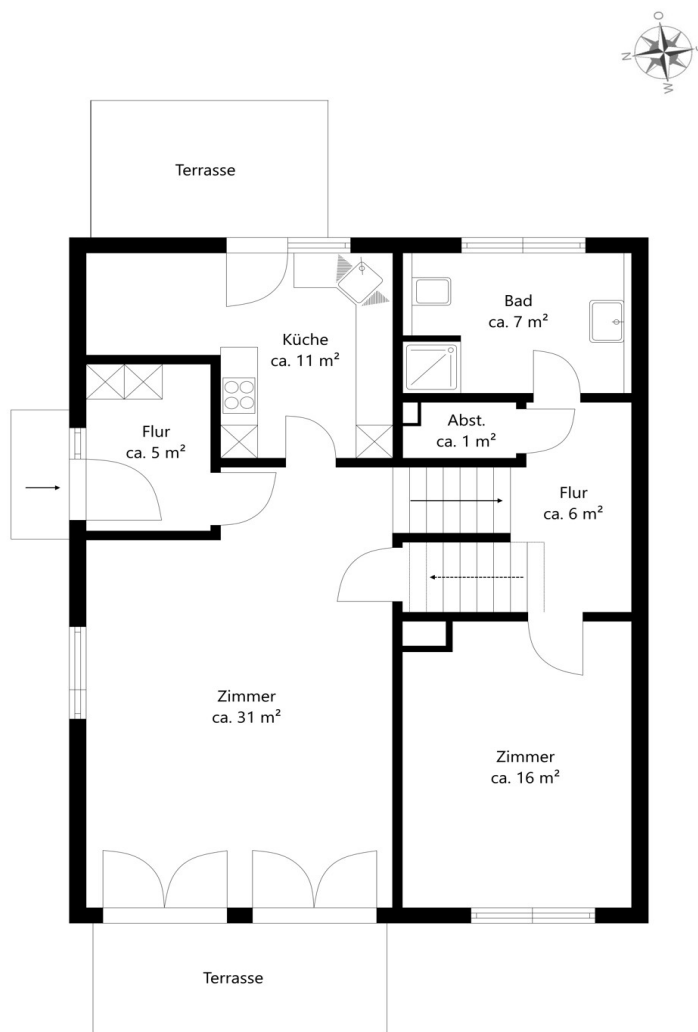 O
N
W
Terrasse
Küche
ca. 11 m²
Bad
ca. 7 m²
Flur
ca. 5 m²
Abst.
ca. 1 m²
Flur
ca. 6 m²
Zimmer
ca. 31 m²
Zimmer
ca. 16 m²
Terrasse